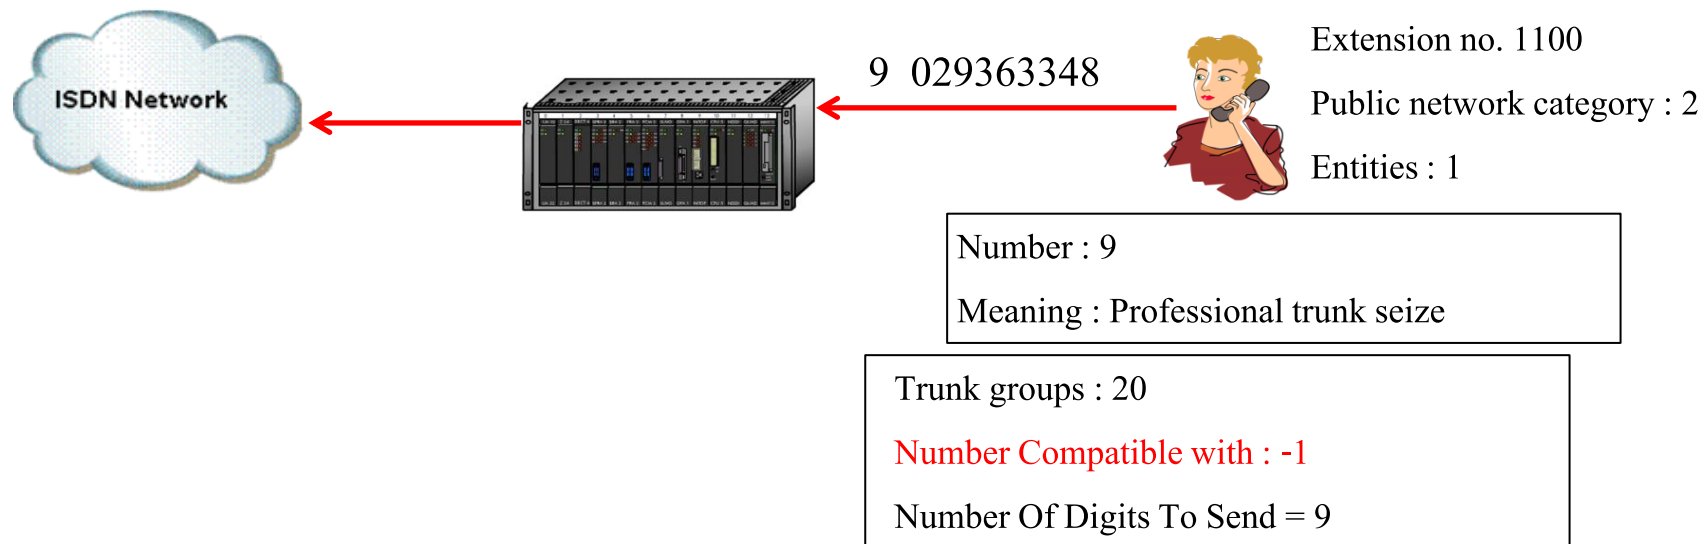 ISDN Network
9 029363348
Extension no. 1100
Public network category : 2
Entities : 1
Number : 9
Meaning : Professional trunk seize
Trunk groups : 20
Number Compatible with : -1
Number Of Digits To Send = 9